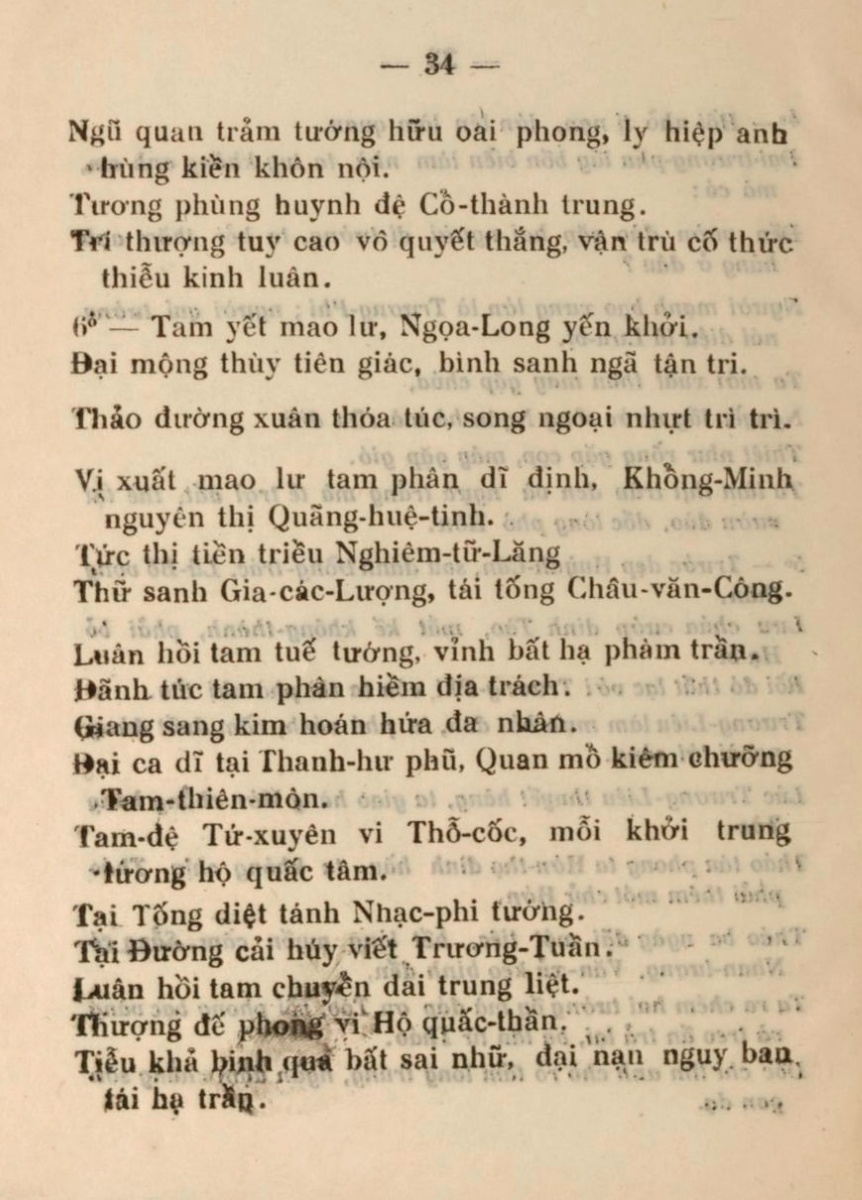 — 34 —
Ngũ quan trảm tướng hữu oai phong, ly hiệp anh
hùng kiền khôn nội.
Tương phùng huynh đệ Cồ-thành trung.
Trí thượng tuy cao vô quyết thắng, vận trù cố thức
thiễu kinh luân.
6° — Tam yết mao lư, Ngọa-Long yến khởi.
Đại mộng thùy tiên giác, bình sanh ngã tận tri.
Thảo đường xuân thóa túc, song ngoại nhựt trì trì.
Vị xuất mao lư tam phân dĩ định, Khồng-Minh
nguyên thị Quãng-huệ-tinh.
Tức thị tiền triều Nghiêm-tữ-Lăng
Thữ sanh Gia-các-Lượng, tái tống Châu-văn-Công.
Luân hồi tam tuế tướng, vỉnh bất hạ phàm trần.
Đãnh túc tam phân hiềm địa trách.
Giang sang kim hoán hứa đa nhân.
Đại ca dĩ tại Thanh-hư phũ, Quan mồ kiêm chưỡng
Tam-thiên-môn.
Tam-đệ Tứ-xuyên vi Thỗ-cốc, mỗi khởi trung
tương hộ quấc tâm.
Tại Tống diệt tánh Nhạc-phi tướng.
Tại Đường cải húy viết Trương-Tuần.
Luân hồi tam chuyển dài trung liệt.
Thượng đế phong vi Hộ quấc-thần.
Tiễu khả binh quá bất sai nhữ, đại nạn nguy ban
tái hạ trần.